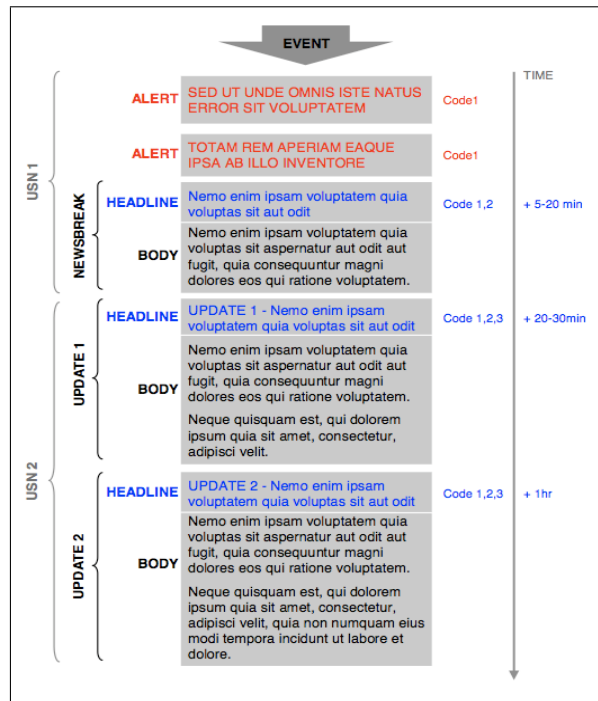 EVENT
TIME
USN 1
ALERT
SED UT UNDE OMNIS ISTE NATUS
ERROR SIT VOLUPTATEM
Code1
ALERT
TOTAM REM APERIAM EAQUE
IPSA AB ILLO INVENTORE
Code1
NEWSBREAK
HEADLINE
Nemo enim ipsam voluptatem quia
voluptas sit aut odit
Code 1,2
+ 5-20 min
BODY
Nemo enim ipsam voluptatem quia
voluptas sit aspernatur aut odit aut
fugit, quia consequuntur magni
dolores eos qui ratione voluptatem.
USN 2
UPDATE 1
HEADLINE
UPDATE 1 - Nemo enim ipsam
voluptatem quia voluptas sit aut odit
Code 1,2,3
+ 20-30min
BODY
Nemo enim ipsam voluptatem quia
voluptas sit aspernatur aut odit aut
fugit, quia consequuntur magni
dolores eos qui ratione voluptatem.
Neque quisquam est, qui dolorem
ipsum quia sit amet, consectetur,
adipisci velit.
UPDATE 2
HEADLINE
UPDATE 2 - Nemo enim ipsam
voluptatem quia voluptas sit aut odit
Code 1,2,3
+ 1hr
BODY
Nemo enim ipsam voluptatem quia
voluptas sit aspernatur aut odit aut
fugit, quia consequuntur magni
dolores eos qui ratione voluptatem.
Neque quisquam est, qui dolorem
ipsum quia sit amet, consectetur,
adipisci velit, quia non numquam eius
modi tempora incidunt ut labore et
dolore.